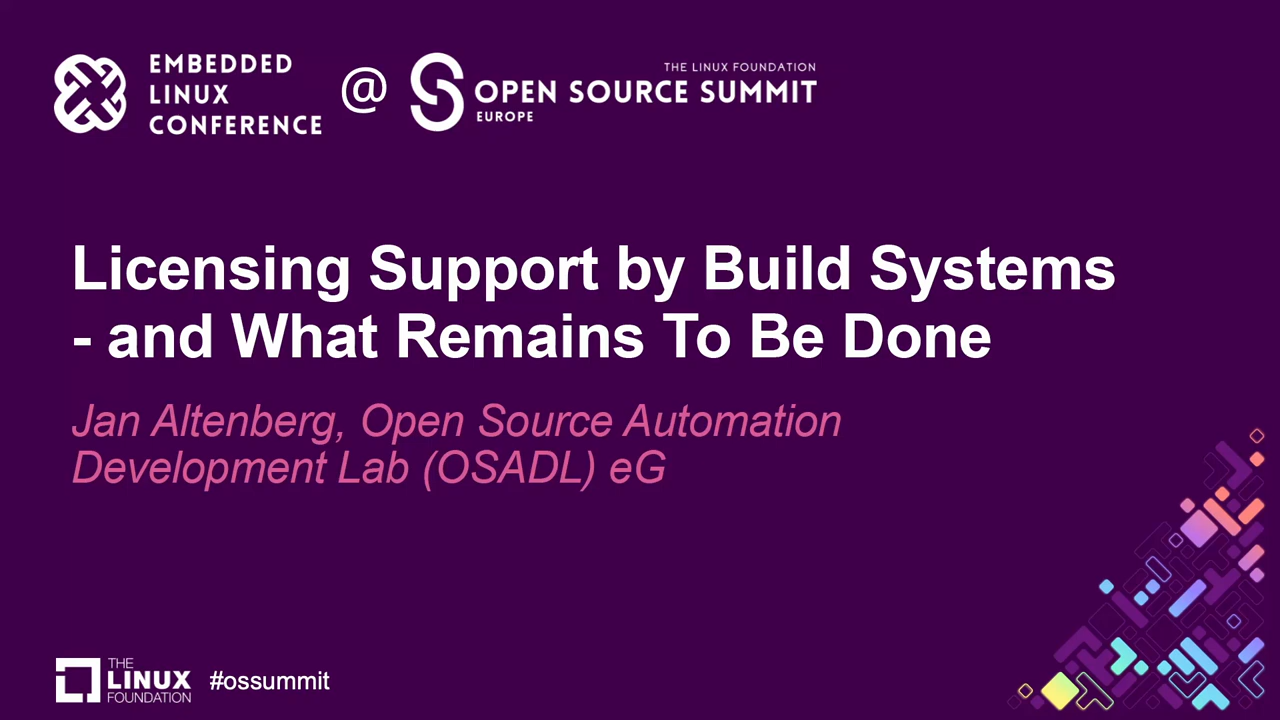 EMBEDDED
LINUX
CONFERENCE
@
THE LINUX FOUNDATION
OPEN SOURCE SUMMIT
EUROPE
Licensing Support by Build Systems
- and What Remains To Be Done
Jan Altenberg, Open Source Automation
Development Lab (OSADL) eG
THE
LINUX
FOUNDATION
#ossummit